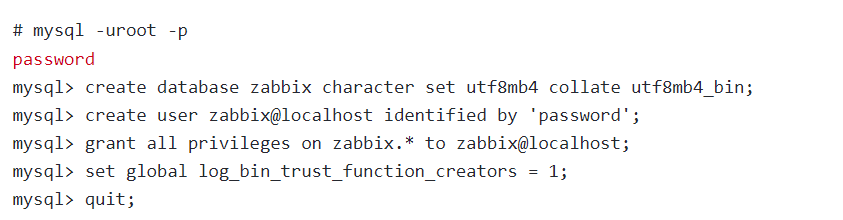 # mysql -uroot -p
password
mysql> create database zabbix character set utf8mb4 collate utf8mb4_bin;
mysql> create user zabbix@localhost identified by 'password';
mysql> grant all privileges on zabbix.* to zabbix@localhost;
mysql> set global log_bin_trust_function_creators = 1;
mysql> quit;